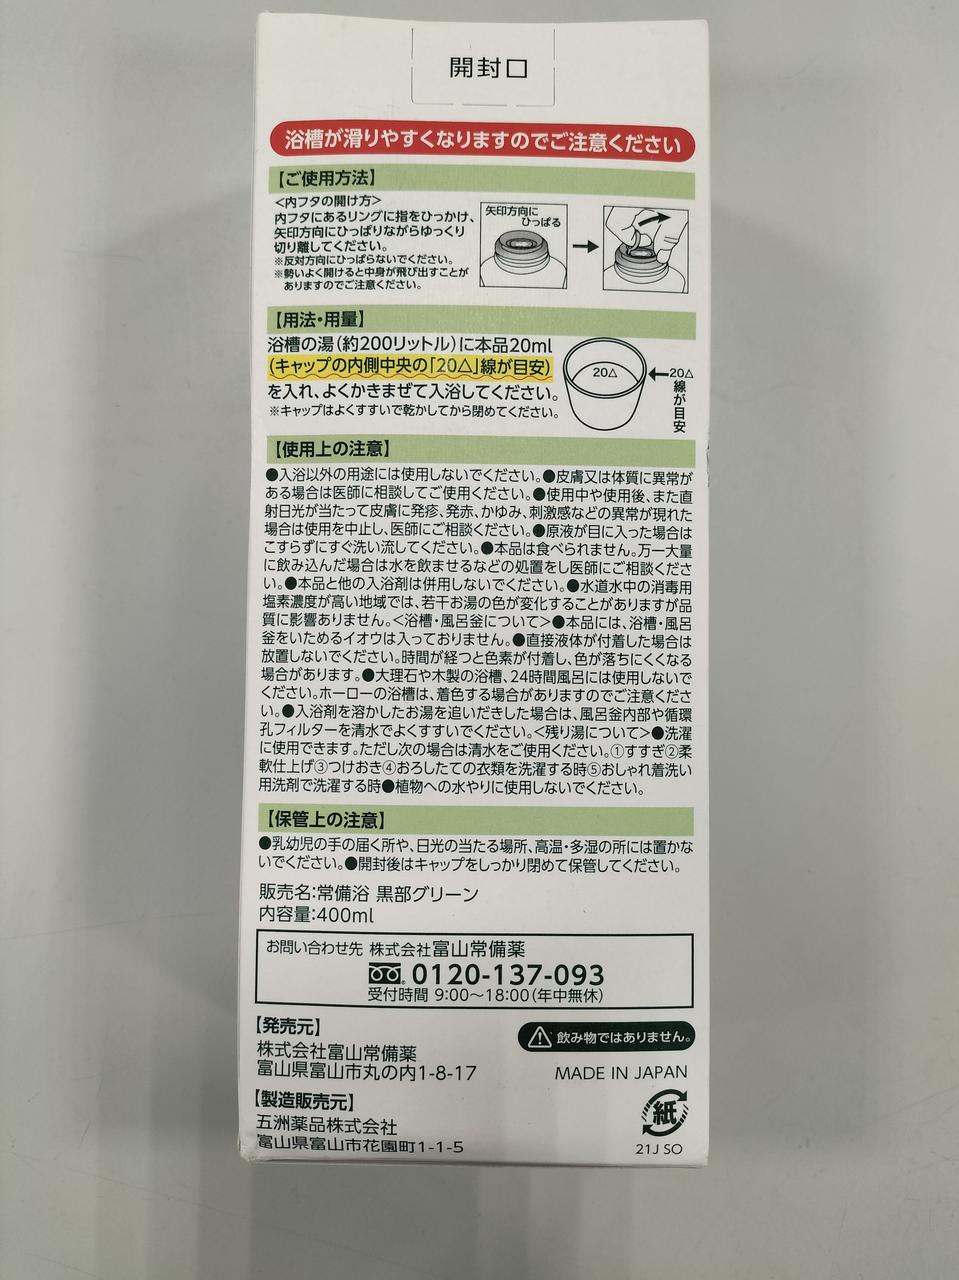 開封口
浴槽が滑りやすくなりますのでご注意ください
【ご使用方法】
<内フタの開け方>
内フタにあるリングに指をひっかけ、
矢印方向にひっぱりながらゆっくり
切り離してください。
※反対方向にひっぱらないでください。
※勢いよく開けると中身が飛び出すことが
ありますのでご注意ください。
矢印方向に
ひっぱる
【用法・用量】
浴槽の湯(約200リットル)に本品20ml
(キャップの内側中央の「20△」線が目安)
を入れ、よくかきまぜて入浴してください。
※キャップはよくすすいで乾かしてから閉めてください。
20△
20△
線が目安
【使用上の注意】
●入浴以外の用途には使用しないでください。●皮膚又は体質に異常が
ある場合は医師に相談してご使用ください。●使用中や使用後、また直
射日光が当たって皮膚に発疹、発赤、かゆみ、刺激感などの異常が現れた
場合は使用を中止し、医師にご相談ください。●原液が目に入った場合は
こすらずにすぐ洗い流してください。●本品は食べられません。万一大量
に飲み込んだ場合は水を飲ませるなどの処置をし医師にご相談くださ
い。●本品と他の入浴剤は併用しないでください。●水道水中の消毒用
塩素濃度が高い地域では、若干お湯の色が変化することがありますが品
質に影響ありません。<浴槽・風呂釜について>●本品には、浴槽・風呂
釜をいためるイオウは入っておりません。●直接液体が付着した場合は
放置しないでください。時間が経つと色素が付着し、色が落ちにくくなる
場合があります。●大理石や木製の浴槽、24時間風呂には使用しないで
ください。ホーローの浴槽は、着色する場合がありますのでご注意くださ
い。●入浴剤を溶かしたお湯を追いだきした場合は、風呂釜内部や循環
孔フィルターを清水でよくすすいでください。<残り湯について>●洗濯
に使用できます。ただし次の場合は清水をご使用ください。①すすぎ②柔
軟仕上げ③つけおき④おろしたての衣類を洗濯する時⑤おしゃれ着洗い
用洗剤で洗濯する時●植物への水やりに使用しないでください。
【保管上の注意】
●乳幼児の手の届く所や、日光の当たる場所、高温・多湿の所には置かな
いでください。●開封後はキャップをしっかり閉めて保管してください。
販売名:常備浴 黒部グリーン
内容量:400ml
お問い合わせ先 株式会社富山常備薬
0120-137-093
受付時間 9:00～18:00(年中無休)
【発売元】
株式会社富山常備薬
富山県富山市丸の内1-8-17
飲み物ではありません。
MADE IN JAPAN
【製造販売元】
五洲薬品株式会社
富山県富山市花園町1-1-5
紙
21J SO